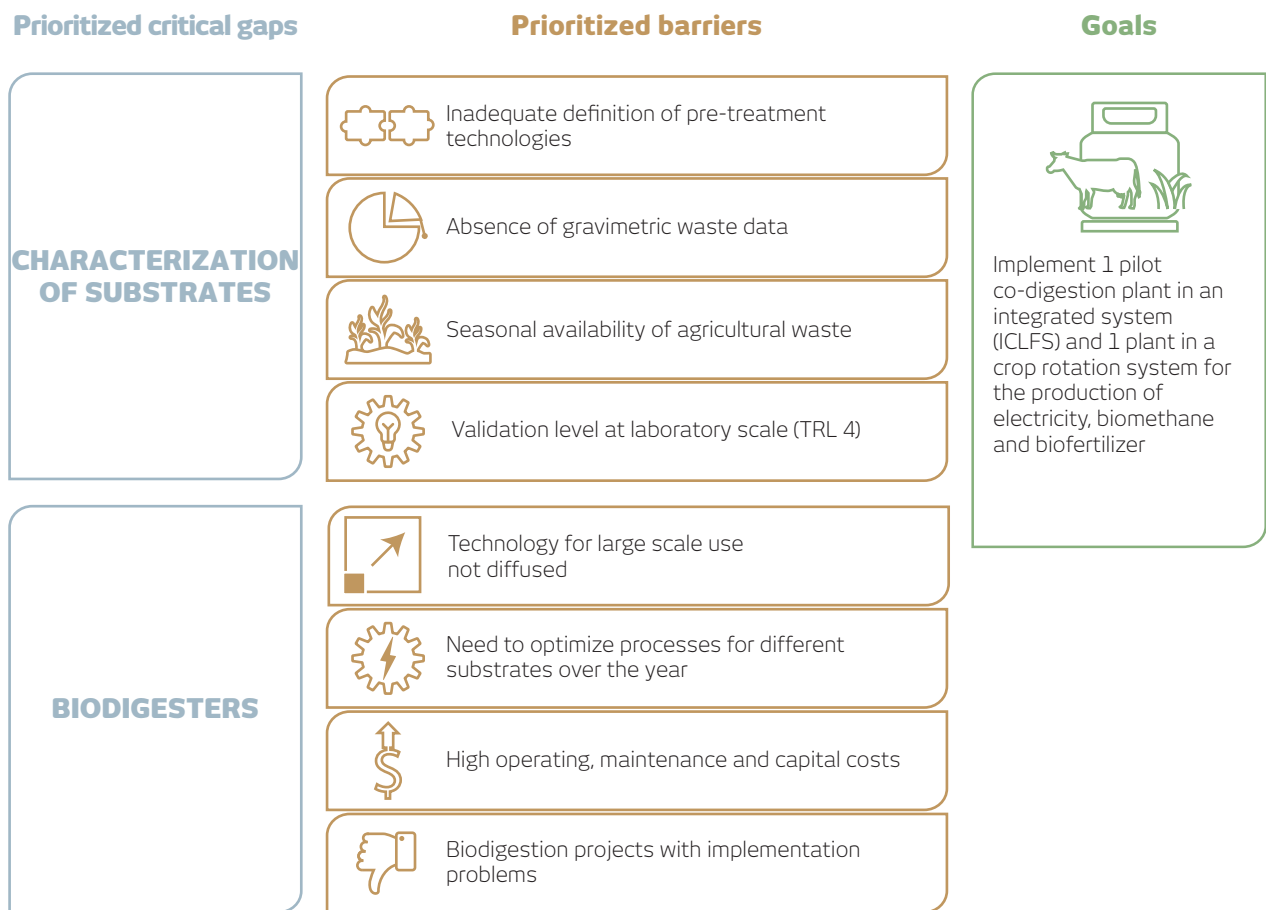 Prioritized critical gaps
Prioritized barriers
Goals
CHARACTERIZATION
OF SUBSTRATES
Inadequate definition of pre-treatment
technologies
Absence of gravimetric waste data
Seasonal availability of agricultural waste
Validation level at laboratory scale (TRL 4)
Implement 1 pilot
co-digestion plant in an
integrated system
(ICLFS) and 1 plant in a
crop rotation system for
the production of
electricity, biomethane
and biofertilizer
BIODIGESTERS
Technology for large scale use
not diffused
Need to optimize processes for different
substrates over the year
$
High operating, maintenance and capital costs
Biodigestion projects with implementation
problems